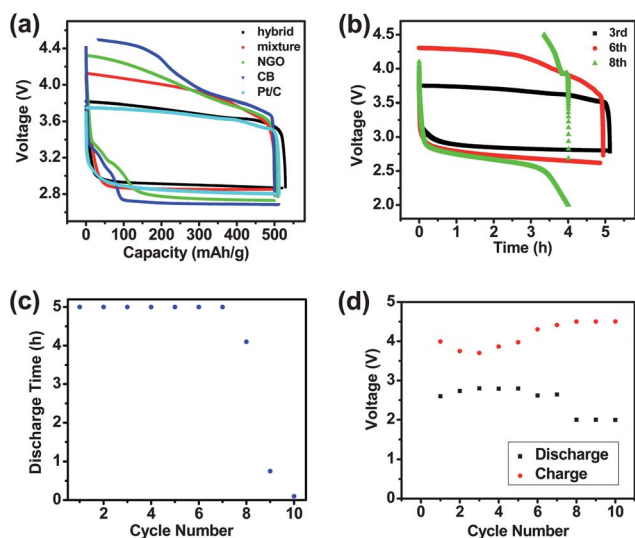 (a)
hybrid
mixture
NGO
CB
Pt/C
4.4
4.0
3.6
3.2
2.8
Voltage (V)
0 100 200 300 400 500
Capacity (mAh/g)
(b)
3rd
6th
8th
4.5
4.0
3.5
3.0
2.5
2.0
Voltage (V)
0 1 2 3 4 5
Time (h)
(c)
5
4
3
2
1
0
Discharge Time (h)
2 4 6 8 10
Cycle Number
(d)
5
4
3
2
1
0
Voltage (V)
Discharge
Charge
0 2 4 6 8 10
Cycle Number